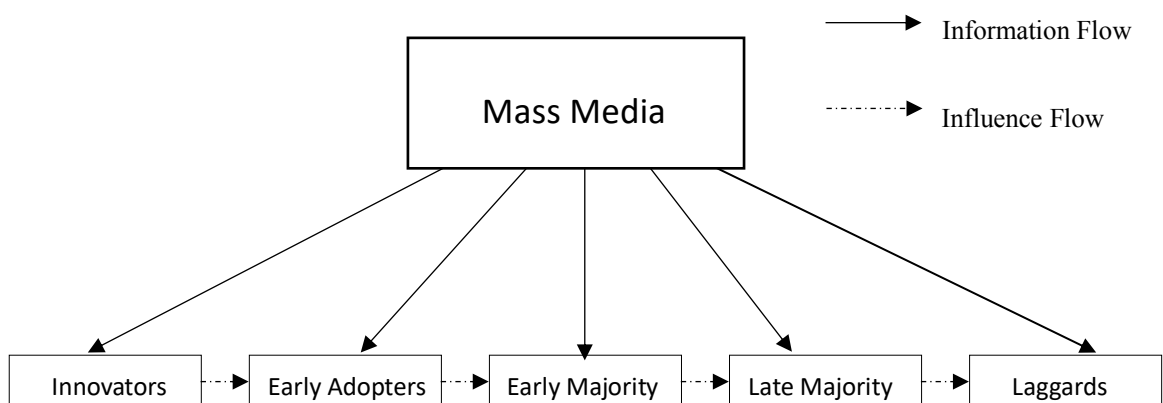 Information Flow
Mass Media
Influence Flow
Innovators
Early Adopters
Early Majority
Late Majority
Laggards